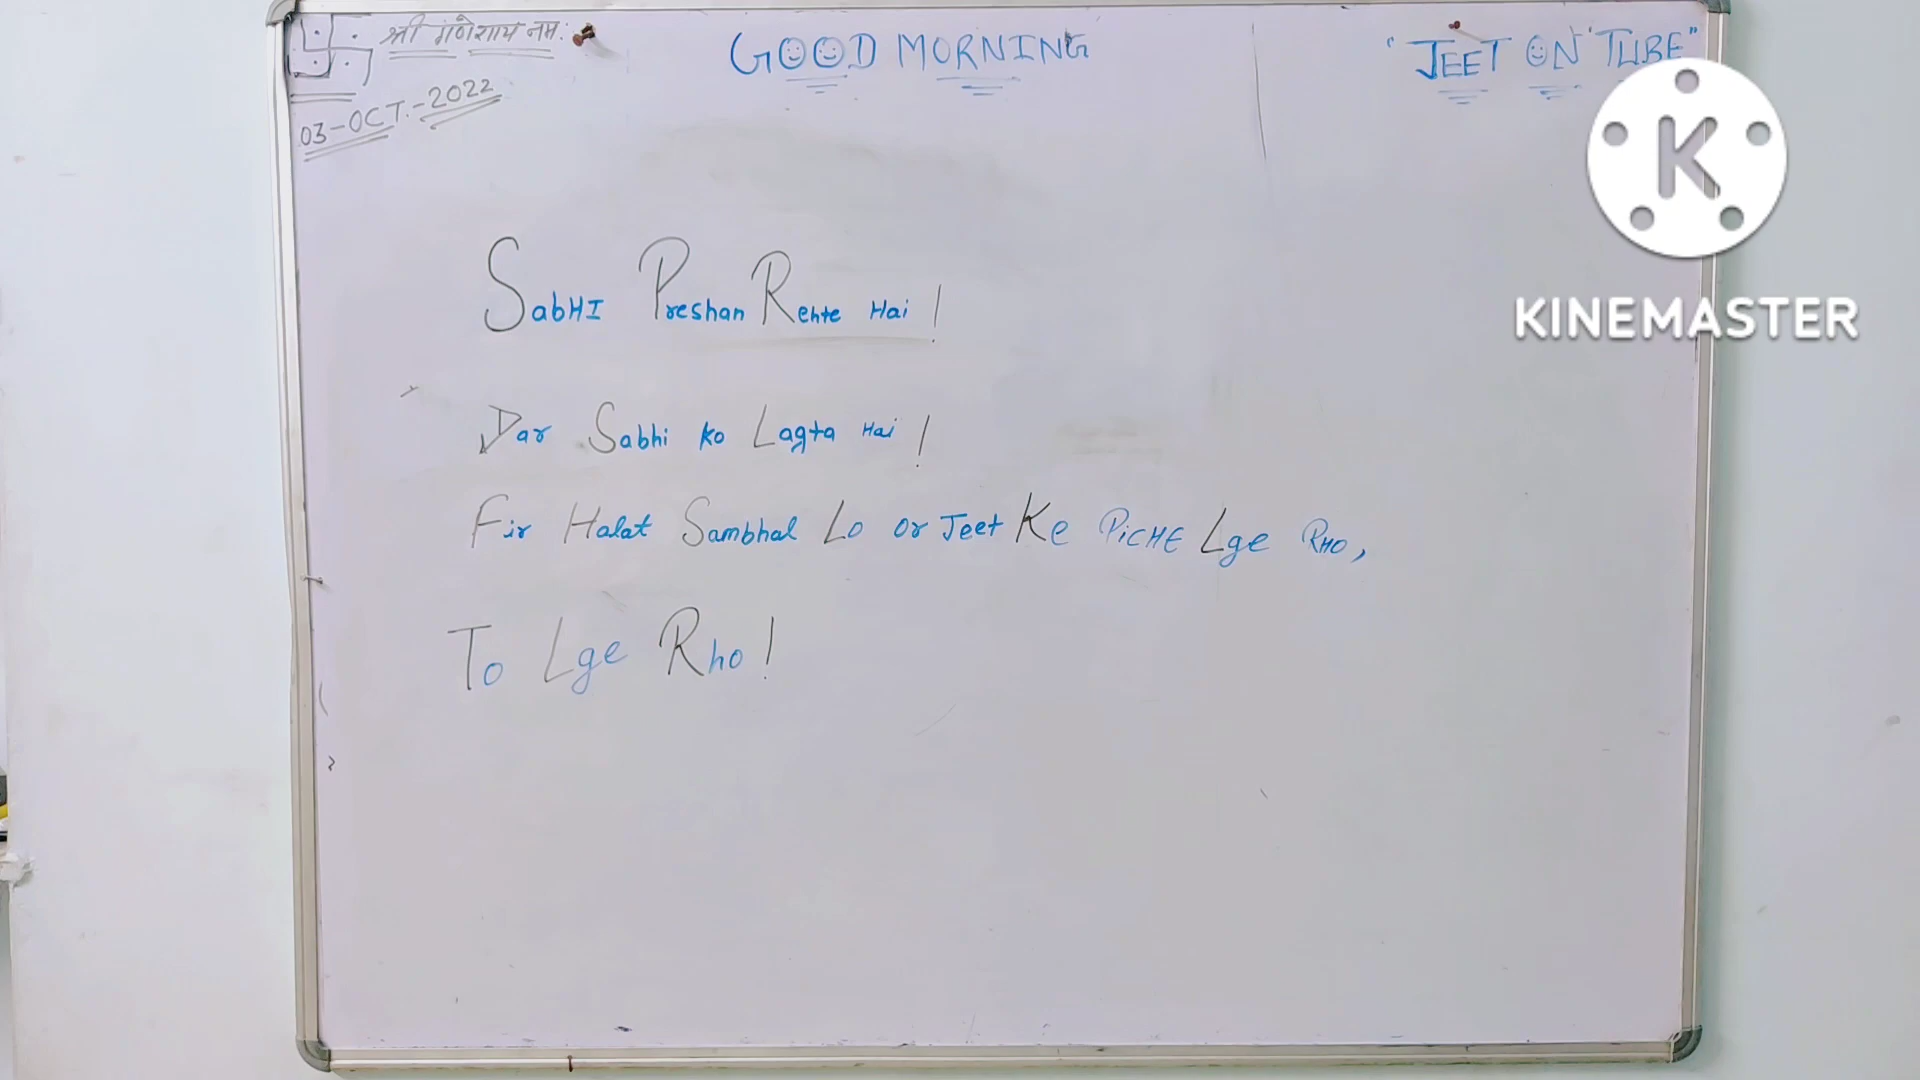 श्री गणेशाय नम:
03-OCT.-2022
GOOD MORNING
"JEET ON TUBE"
KINEMASTER
SabHI Preshan Rehte Hai !
Dar Sabhi Ko Lagta Hai !
Fir Halat Sambhal Lo or Jeet Ke PiCHE Lge RHO,
To Lge Rho !